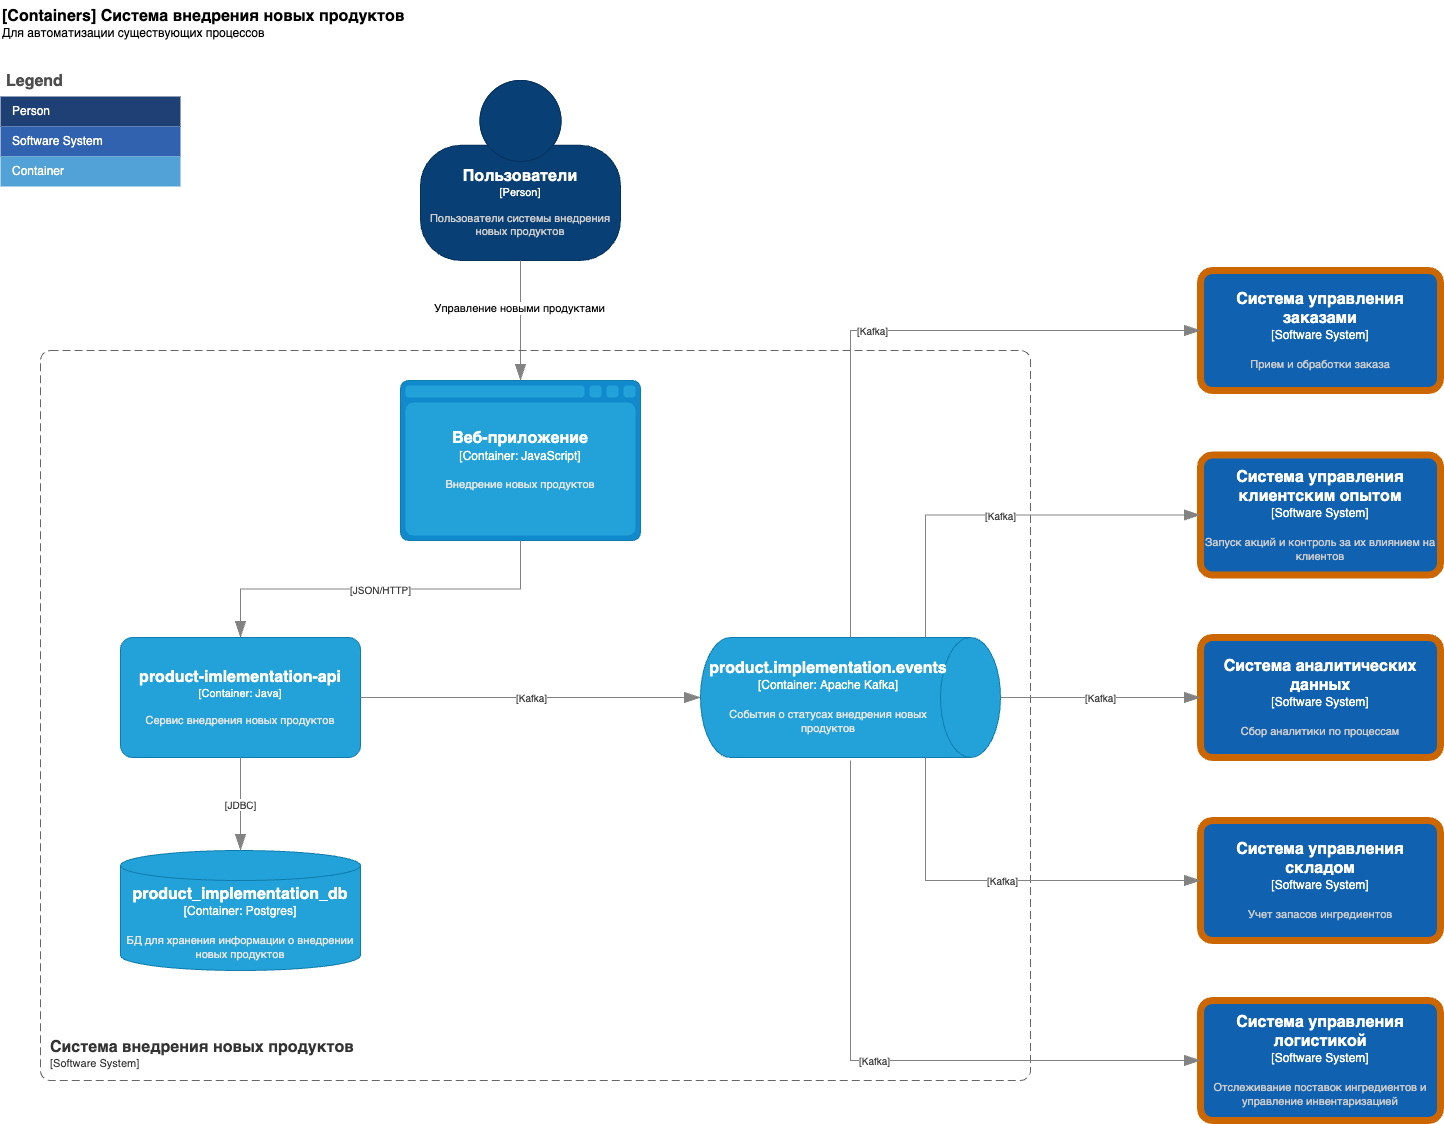 [Containers] Система внедрения новых продуктов
Для автоматизации существующих процессов
Legend
Person
Software System
Container
Пользователи
[Person]
Пользователи системы внедрения
новых продуктов
Управление новыми продуктами
Веб-приложение
[Container: JavaScript]
Внедрение новых продуктов
[JSON/HTTP]
product-imlementation-api
[Container: Java]
Сервис внедрения новых продуктов
[Kafka]
product.implementation.events
[Container: Apache Kafka]
События о статусах внедрения новых
продуктов
[JDBC]
product_implementation_db
[Container: Postgres]
БД для хранения информации о внедрении
новых продуктов
Система внедрения новых продуктов
[Software System]
[Kafka]
Система управления
заказами
[Software System]
Прием и обработки заказа
[Kafka]
Система управления
клиентским опытом
[Software System]
Запуск акций и контроль за их влиянием на
клиентов
[Kafka]
Система аналитических
данных
[Software System]
Сбор аналитики по процессам
[Kafka]
Система управления
складом
[Software System]
Учет запасов ингредиентов
[Kafka]
Система управления
логистикой
[Software System]
Отслеживание поставок ингредиентов и
управление инвентаризацией